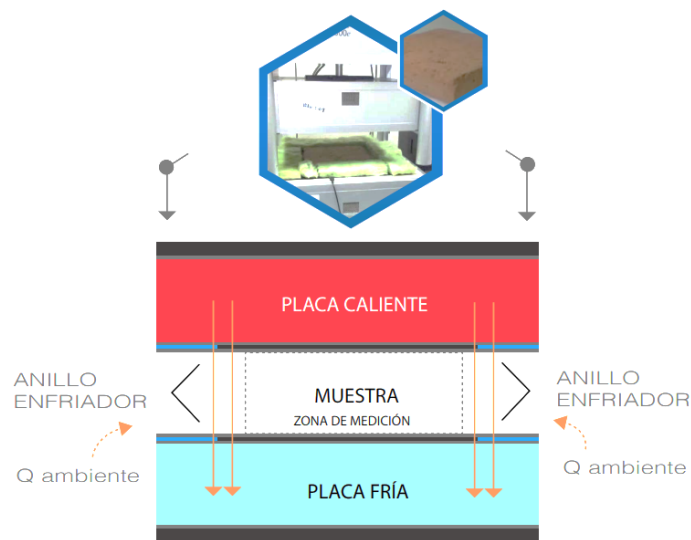 PLACA CALIENTE
ANILLO
ENFRIADOR
MUESTRA
ZONA DE MEDICIÓN
ANILLO
ENFRIADOR
Q ambiente
Q ambiente
PLACA FRÍA